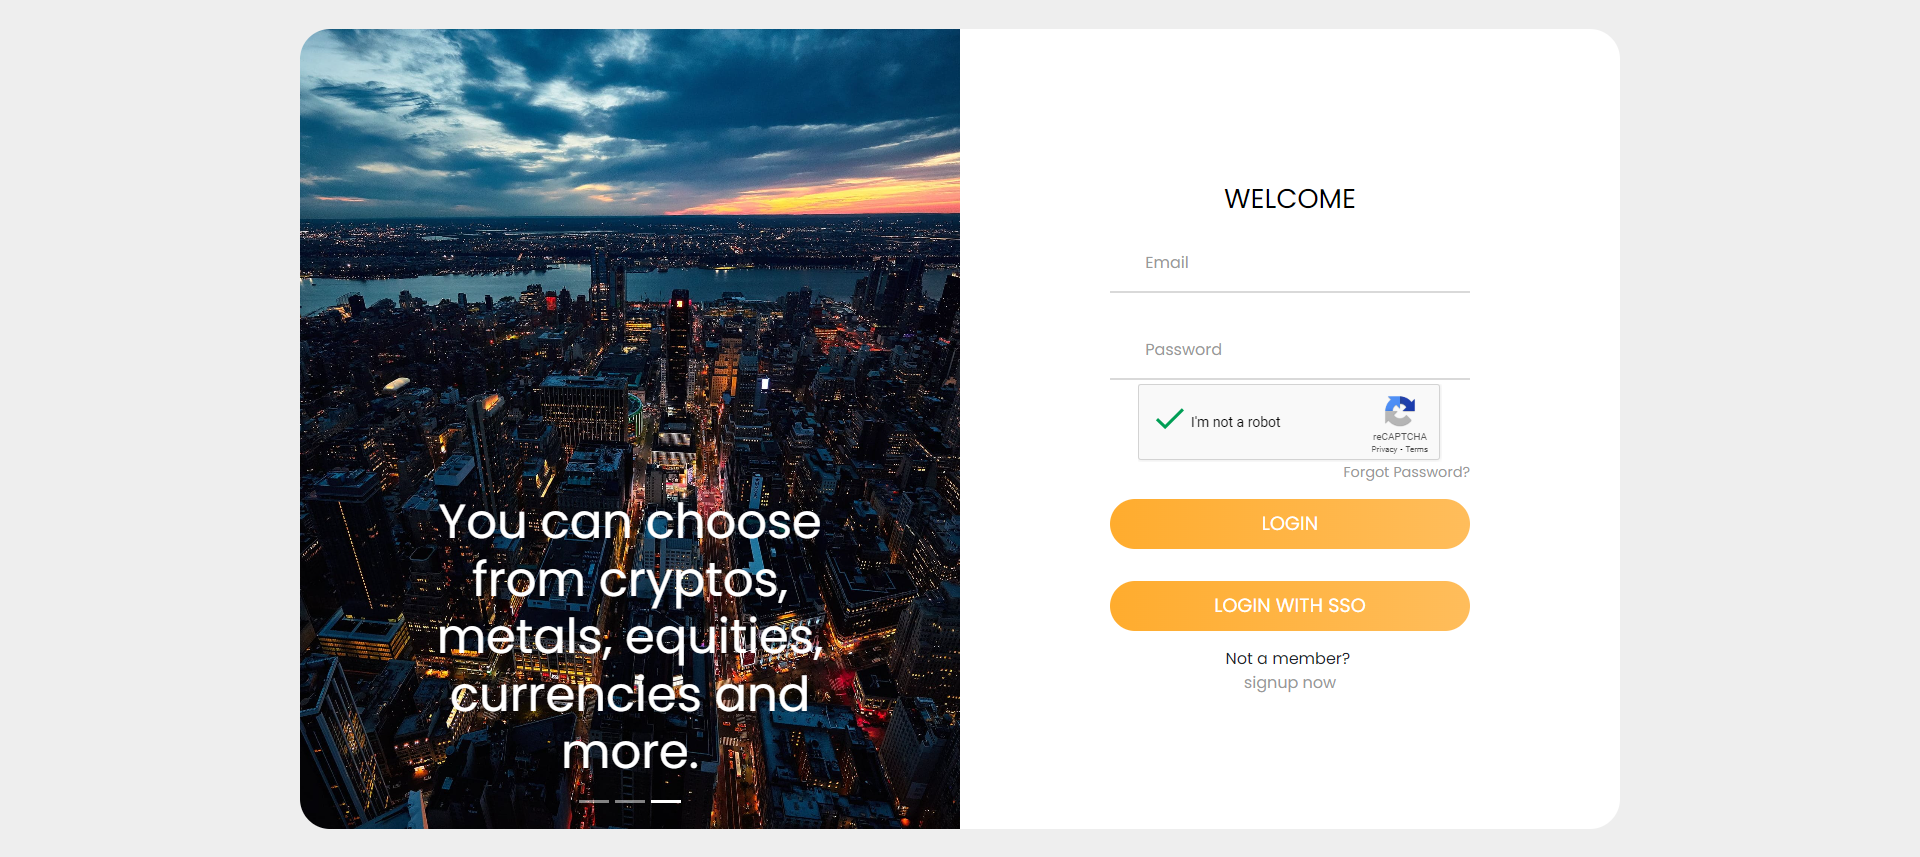 You can choose
from cryptos,
metals, equities,
currencies and
more.
WELCOME
Email
Password
I'm not a robot
reCAPTCHA
Privacy - Terms
Forgot Password?
LOGIN
LOGIN WITH SSO
Not a member?
signup now